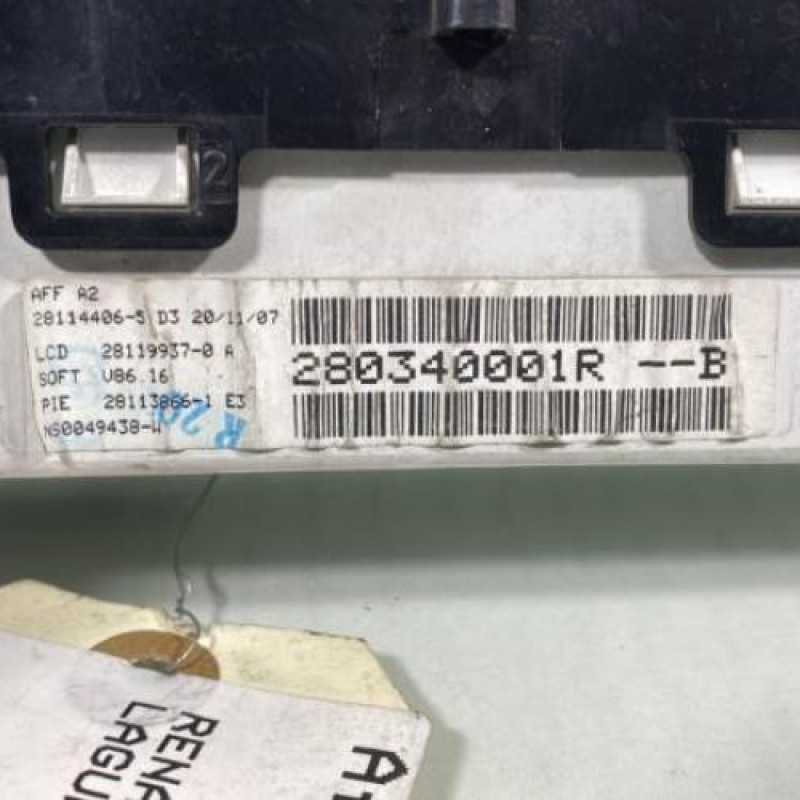 2
AFF A2
28114406-5 D3 20/11/07
LCD 28119937-0 A
SOFT V86.16
PIE 28113866-1 E3
NS0049438-W
280340001R --B
R20
RENA
LAGU
A